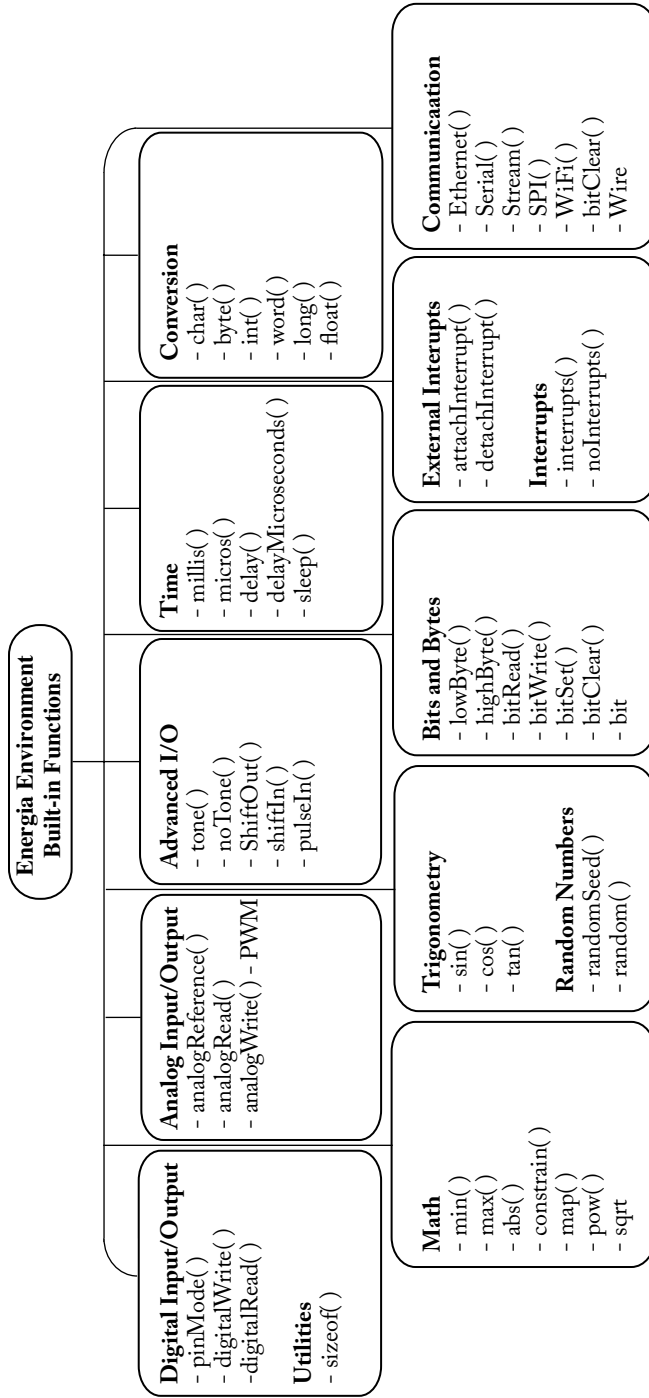 Energia Environment
Built-in Functions
Digital Input/Output
- pinMode( )
- digitalWrite( )
-digitalRead( )
Utilities
- sizeof( )
Analog Input/Output
- analogReference( )
- analogRead( )
- analogWrite( ) - PWM
Advanced I/O
- tone( )
- noTone( )
- ShiftOut( )
- shiftIn( )
- pulseIn( )
Time
- millis( )
- micros( )
- delay( )
- delayMicroseconds( )
- sleep( )
Conversion
- char( )
- byte( )
- int( )
- word( )
- long( )
- float( )
Math
- min( )
- max( )
- abs( )
- constrain( )
- map( )
- pow( )
- sqrt
Trigonometry
- sin( )
- cos( )
- tan( )
Random Numbers
- randomSeed( )
- random( )
Bits and Bytes
- lowByte( )
- highByte( )
- bitRead( )
- bitWrite( )
- bitSet( )
- bitClear( )
- bit
External Interupts
- attachInterrupt( )
- detachInterrupt( )
Interrupts
- interrupts( )
- noInterrupts( )
Communicaation
- Ethernet( )
- Serial( )
- Stream( )
- SPI( )
- WiFi( )
- bitClear( )
- Wire